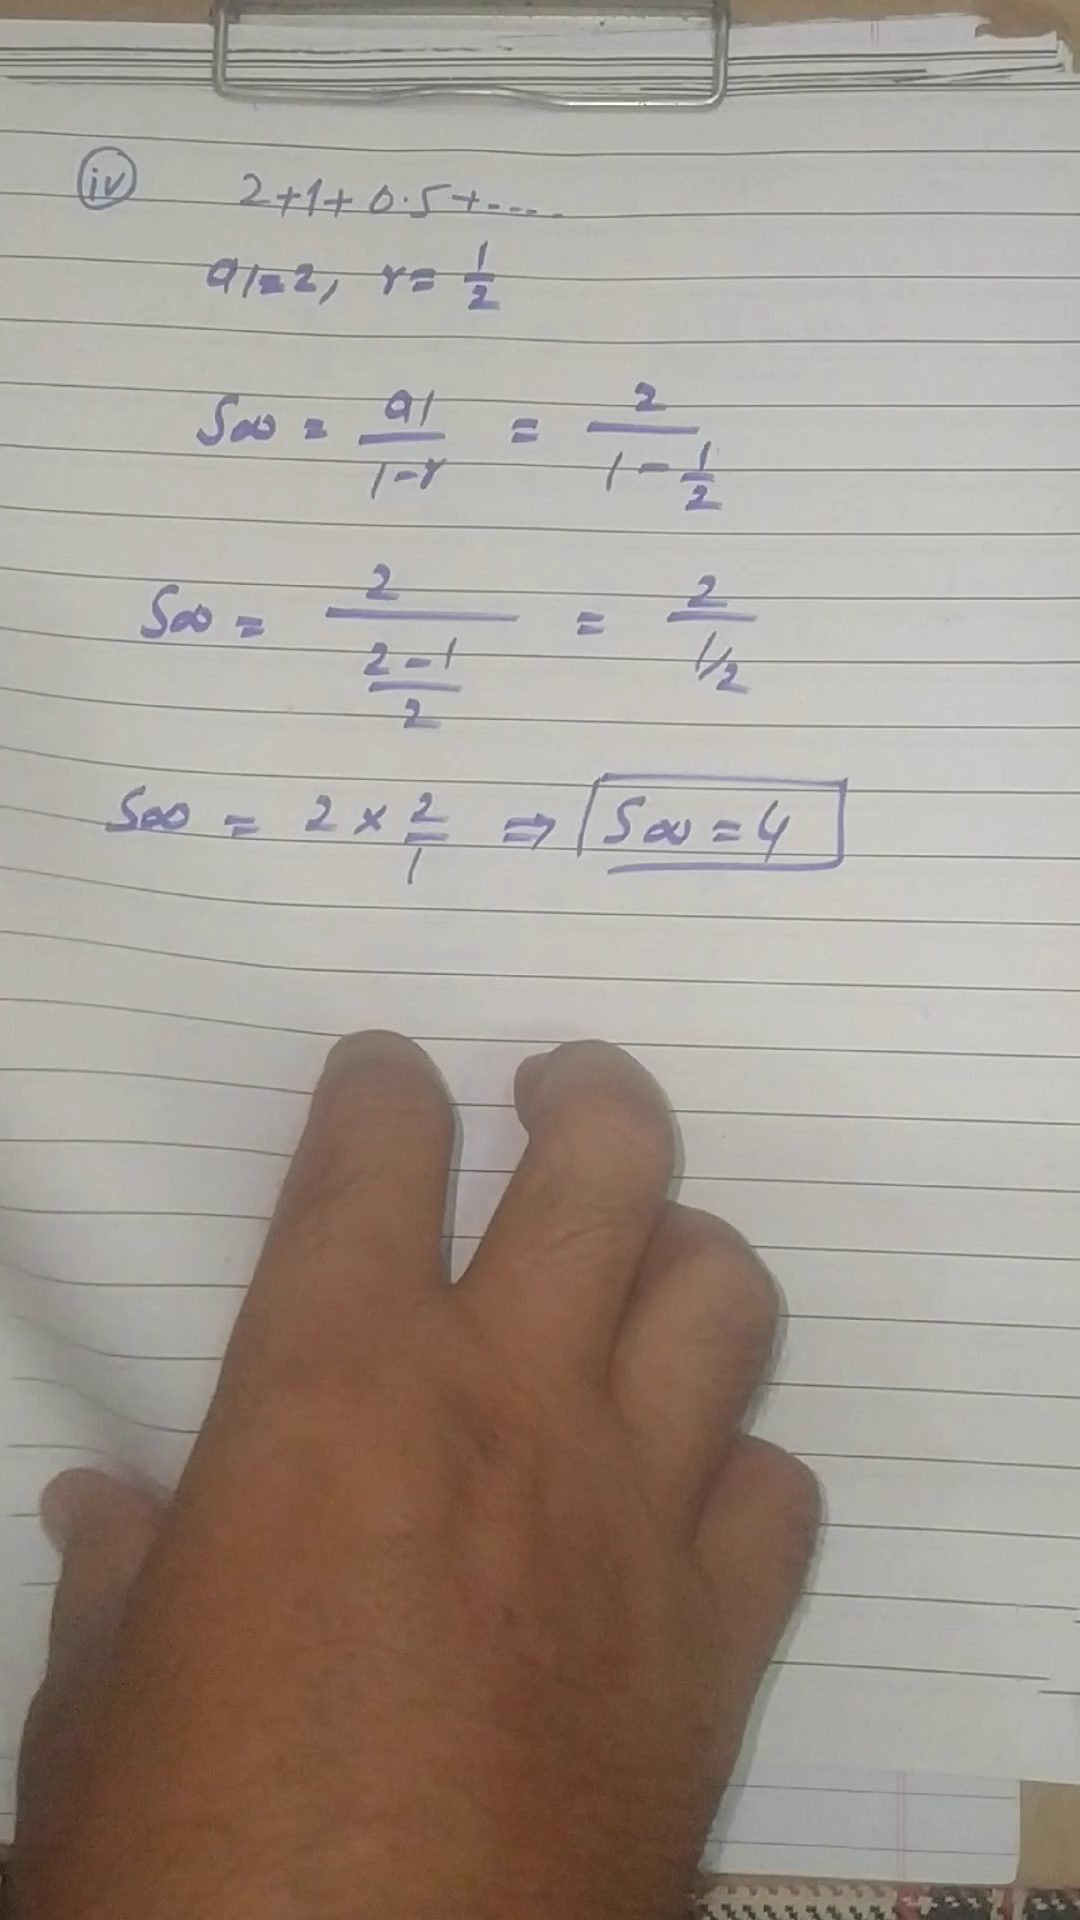 (iv) 2+1+0.5+....
a1=2, r= 1/2
S∞ = a1/(1-r) = 2/(1-1/2)
S∞ = 2/((2-1)/2) = 2/(1/2)
S∞ = 2 × 2/1 ⇒ S∞ = 4